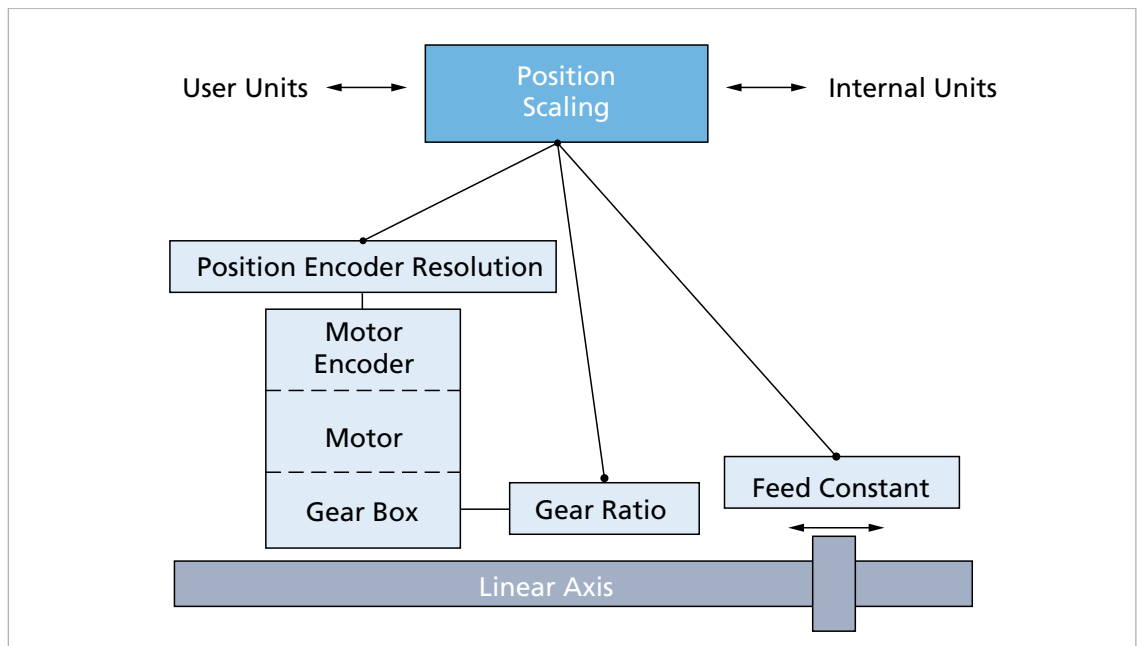 User Units
Position
Scaling
Internal Units
Position Encoder Resolution
Motor
Encoder
Motor
Gear Box
Gear Ratio
Feed Constant
Linear Axis